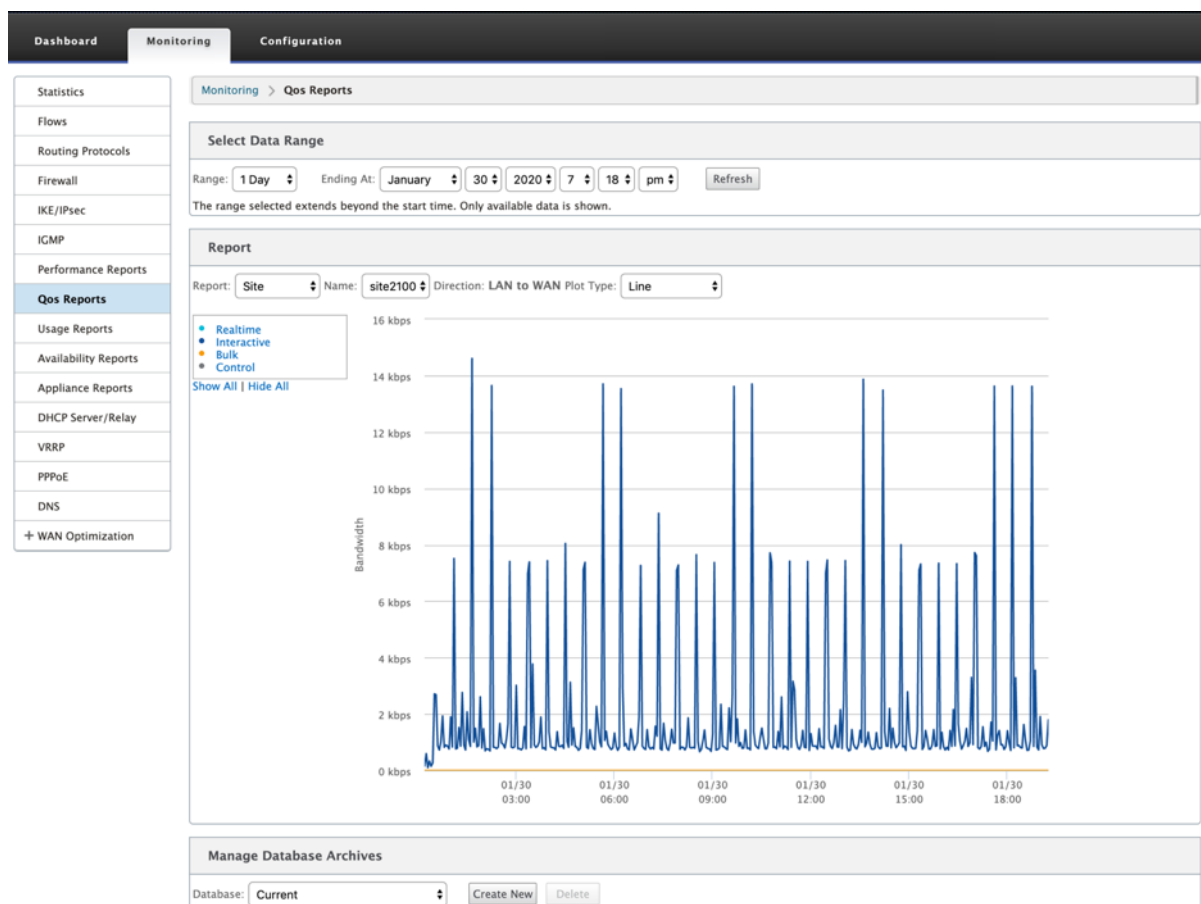 Dashboard Monitoring Configuration
Statistics
Flows
Routing Protocols
Firewall
IKE/IPsec
IGMP
Performance Reports
Qos Reports
Usage Reports
Availability Reports
Appliance Reports
DHCP Server/Relay
VRRP
PPPoE
DNS
+ WAN Optimization
Monitoring > Qos Reports
Select Data Range
Range: 1 Day Ending At: January 30 2020 7 18 pm Refresh
The range selected extends beyond the start time. Only available data is shown.
Report
Report: Site Name: site2100 Direction: LAN to WAN Plot Type: Line
Realtime
Interactive
Bulk
Control
Show All | Hide All
Bandwidth
16 kbps
14 kbps
12 kbps
10 kbps
8 kbps
6 kbps
4 kbps
2 kbps
0 kbps
01/30 01/30 01/30 01/30 01/30 01/30
03:00 06:00 09:00 12:00 15:00 18:00
Manage Database Archives
Database: Current Create New Delete